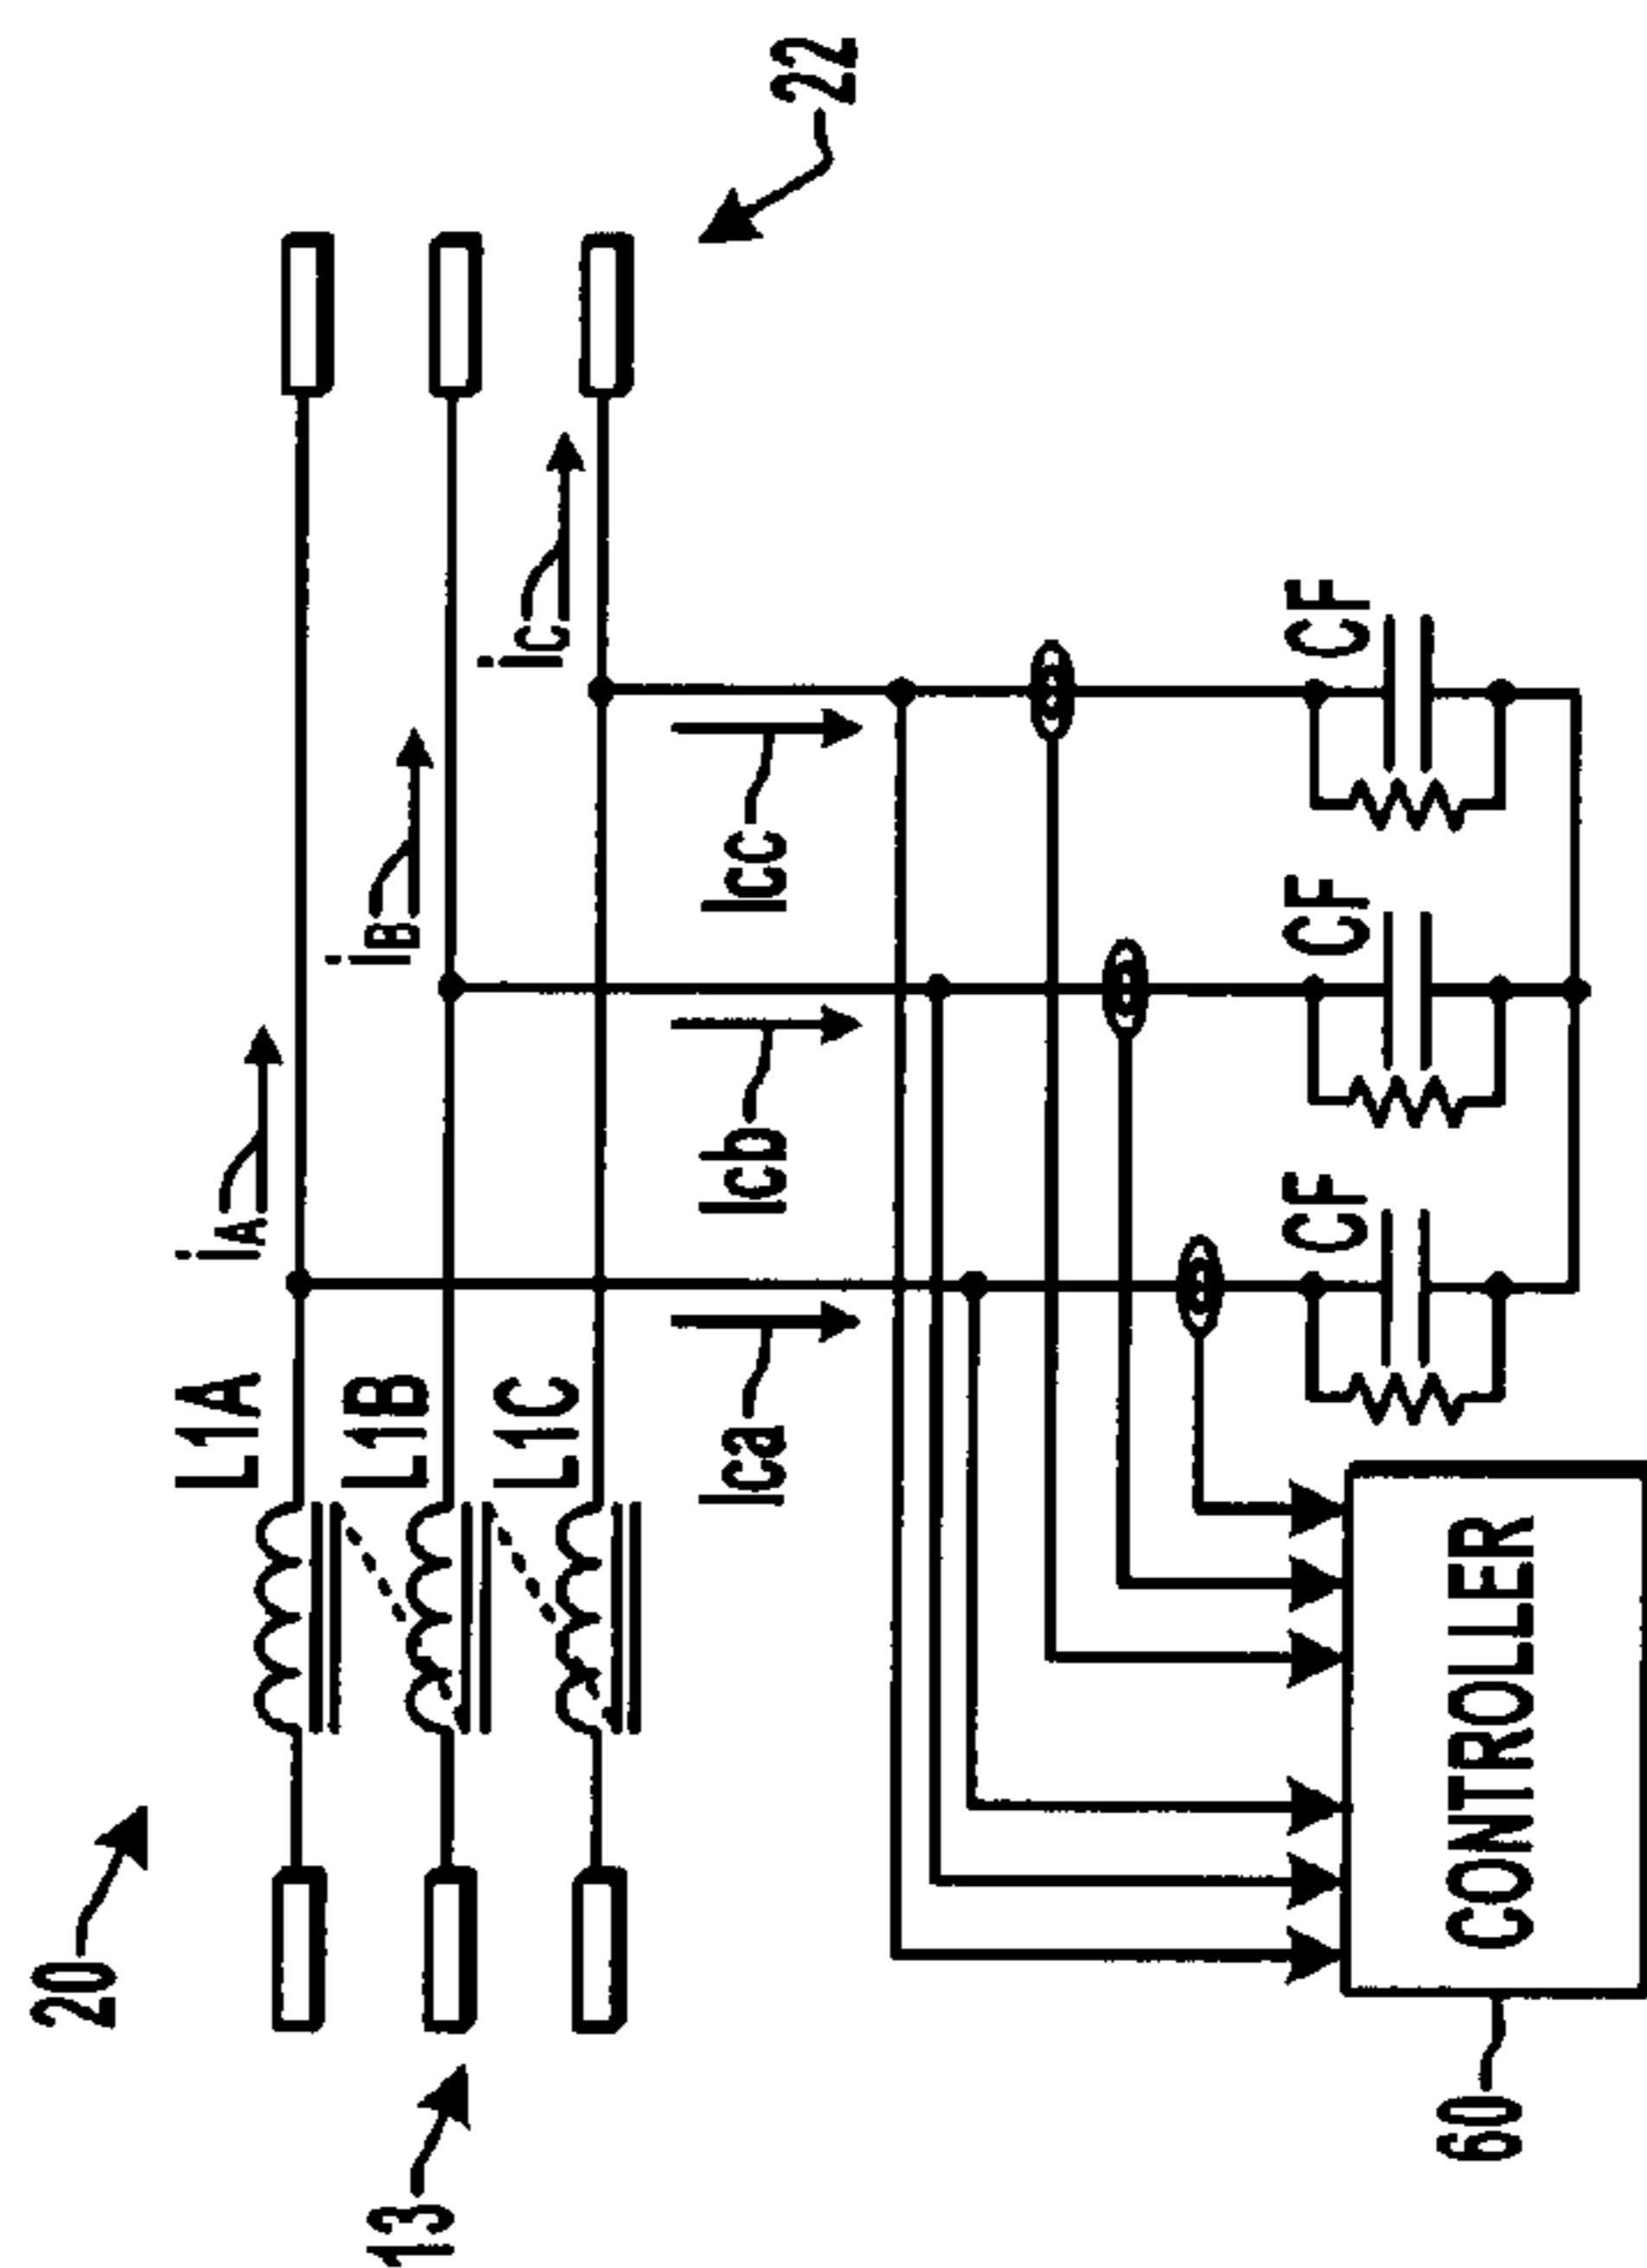 20
13
L1A
L1B
L1C
iA
iB
iC
22
Ica
Icb
Icc
CF
CF
CF
CONTROLLER
60